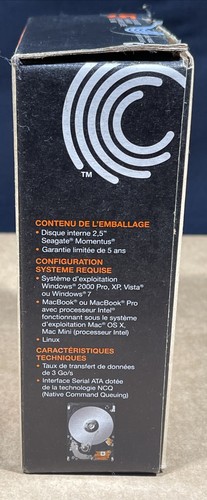 TM
CONTENU DE L'EMBALLAGE
• Disque interne 2,5"
Seagate® Momentus®
• Garantie limitée de 5 ans
CONFIGURATION
SYSTEME REQUISE
• Système d'exploitation
Windows® 2000 Pro, XP, Vista®
ou Windows® 7
• MacBook® ou MacBook® Pro
avec processeur Intel®
fonctionnant sous le système
d'exploitation Mac® OS X,
Mac Mini (processeur Intel)
• Linux
CARACTÉRISTIQUES
TECHNIQUES
• Taux de transfert de données
de 3 Go/s
• Interface Serial ATA dotée
de la technologie NCQ
(Native Command Queuing)